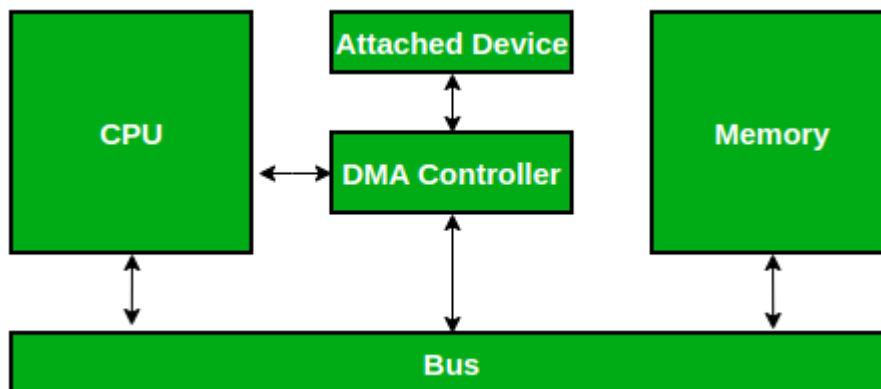 Attached Device
CPU
Memory
DMA Controller
Bus